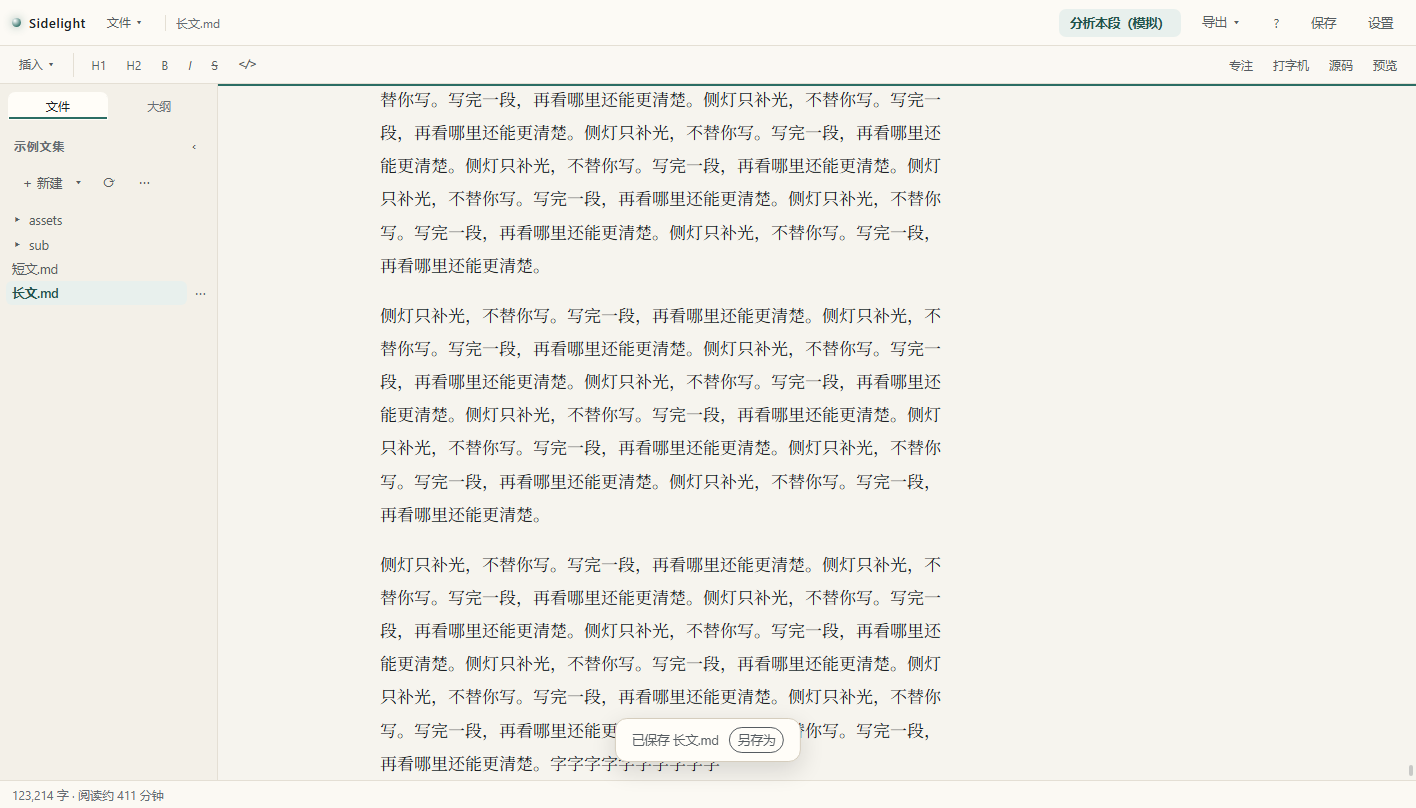 Sidelight 文件 长文.md 分析本段（模拟） 导出 ? 保存 设置
插入 H1 H2 B I S </> 专注 打字机 源码 预览
文件 大纲
示例文集
+ 新建 ...
assets
sub
短文.md
长文.md ...
替你写。写完一段，再看哪里还能更清楚。侧灯只补光，不替你写。写完一
段，再看哪里还能更清楚。侧灯只补光，不替你写。写完一段，再看哪里还
能更清楚。侧灯只补光，不替你写。写完一段，再看哪里还能更清楚。侧灯
只补光，不替你写。写完一段，再看哪里还能更清楚。侧灯只补光，不替你
写。写完一段，再看哪里还能更清楚。侧灯只补光，不替你写。写完一段，
再看哪里还能更清楚。
侧灯只补光，不替你写。写完一段，再看哪里还能更清楚。侧灯只补光，不
替你写。写完一段，再看哪里还能更清楚。侧灯只补光，不替你写。写完一
段，再看哪里还能更清楚。侧灯只补光，不替你写。写完一段，再看哪里还
能更清楚。侧灯只补光，不替你写。写完一段，再看哪里还能更清楚。侧灯
只补光，不替你写。写完一段，再看哪里还能更清楚。侧灯只补光，不替你
写。写完一段，再看哪里还能更清楚。侧灯只补光，不替你写。写完一段，
再看哪里还能更清楚。
侧灯只补光，不替你写。写完一段，再看哪里还能更清楚。侧灯只补光，不
替你写。写完一段，再看哪里还能更清楚。侧灯只补光，不替你写。写完一
段，再看哪里还能更清楚。侧灯只补光，不替你写。写完一段，再看哪里还
能更清楚。侧灯只补光，不替你写。写完一段，再看哪里还能更清楚。侧灯
只补光，不替你写。写完一段，再看哪里还能更清楚。侧灯只补光，不替你
写。写完一段，再看哪里还能更 你写。写完一段，
已保存 长文.md 另存为
再看哪里还能更清楚。字字字字字字字字字字
123,214 字 · 阅读约 411 分钟